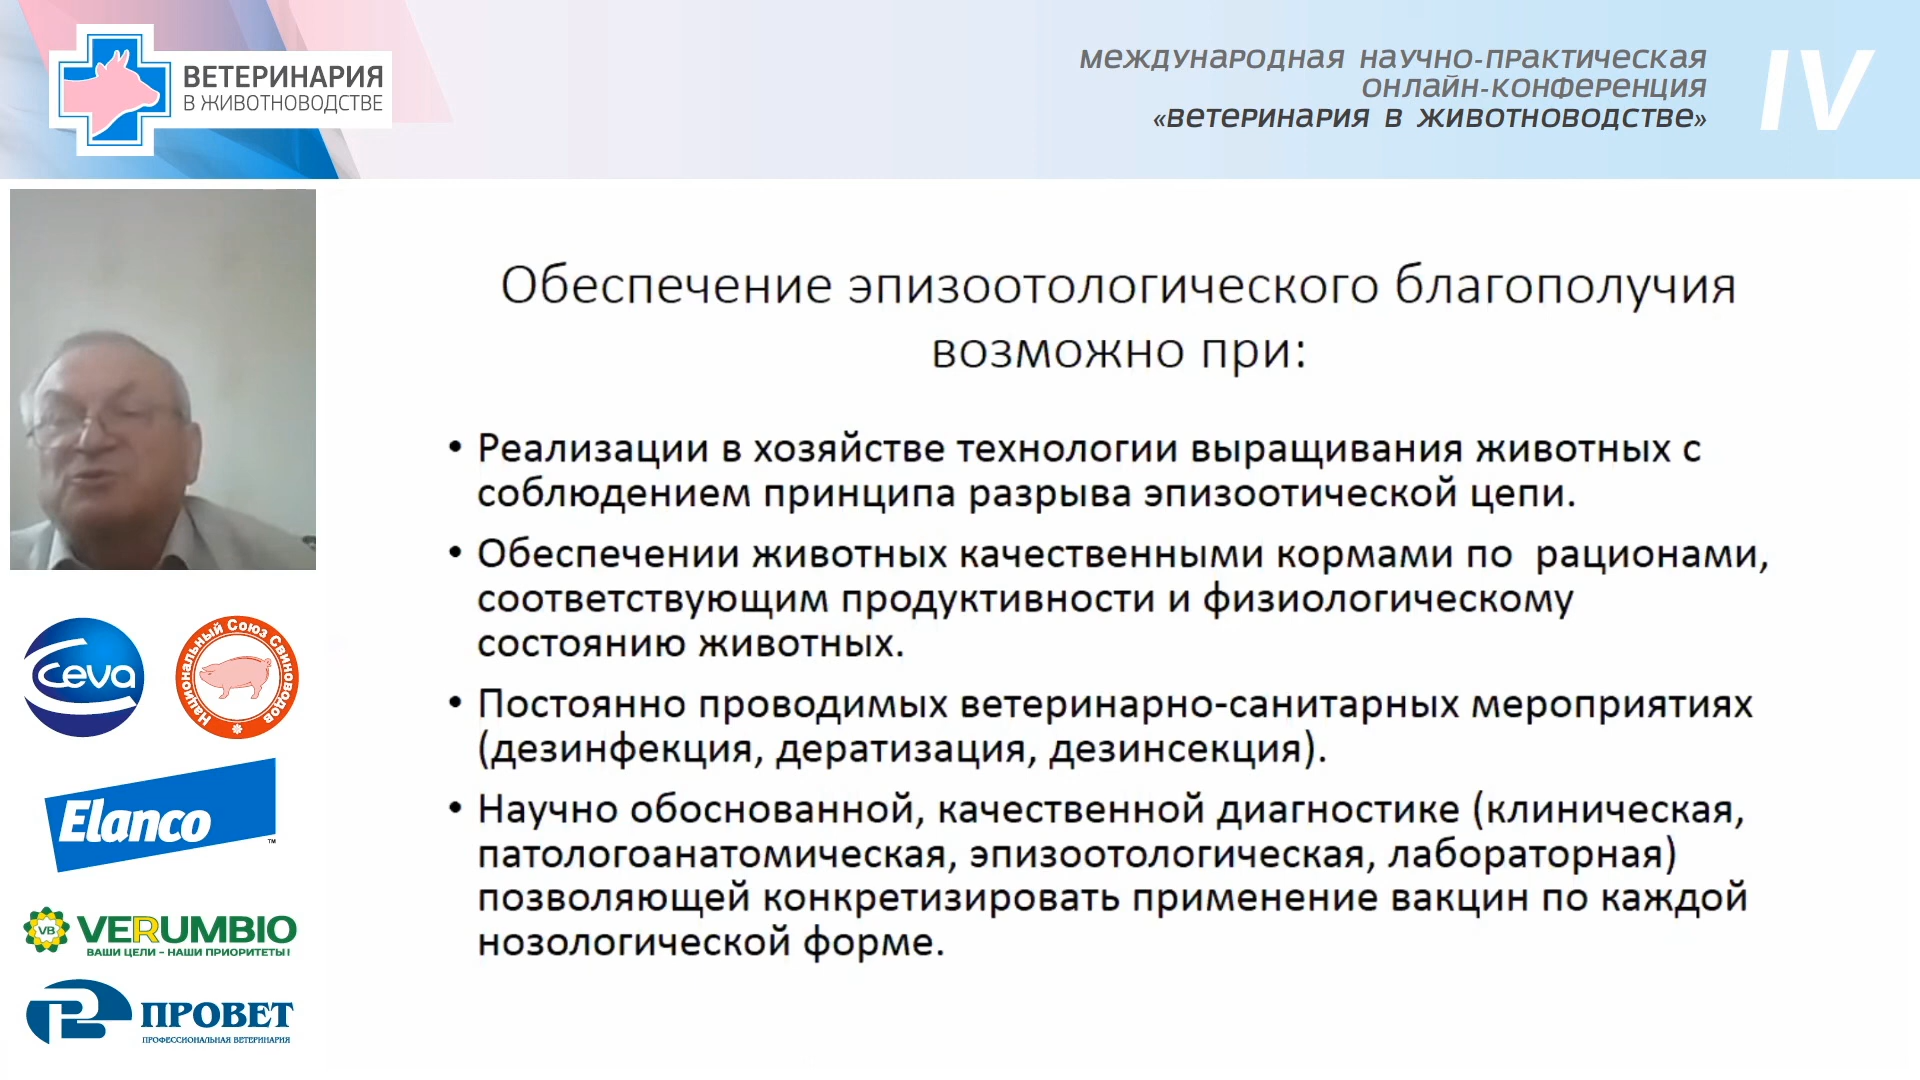 ВЕТЕРИНАРИЯ
В ЖИВОТНОВОДСТВЕ
МЕЖДУНАРОДНАЯ НАУЧНО-ПРАКТИЧЕСКАЯ
ОНЛАЙН-КОНФЕРЕНЦИЯ
«ВЕТЕРИНАРИЯ В ЖИВОТНОВОДСТВЕ»
IV
Обеспечение эпизоотологического благополучия
возможно при:
• Реализации в хозяйстве технологии выращивания животных с
соблюдением принципа разрыва эпизоотической цепи.
• Обеспечении животных качественными кормами по рационами,
соответствующим продуктивности и физиологическому
состоянию животных.
• Постоянно проводимых ветеринарно-санитарных мероприятиях
(дезинфекция, дератизация, дезинсекция).
• Научно обоснованной, качественной диагностике (клиническая,
патологоанатомическая, эпизоотологическая, лабораторная)
позволяющей конкретизировать применение вакцин по каждой
нозологической форме.
Ceva
Национальный Союз Свиноводов
Elanco™
VB VERUMBIO
ВАШИ ЦЕЛИ – НАШИ ПРИОРИТЕТЫ!
ПРОВЕТ
ПРОФЕССИОНАЛЬНАЯ ВЕТЕРИНАРИЯ